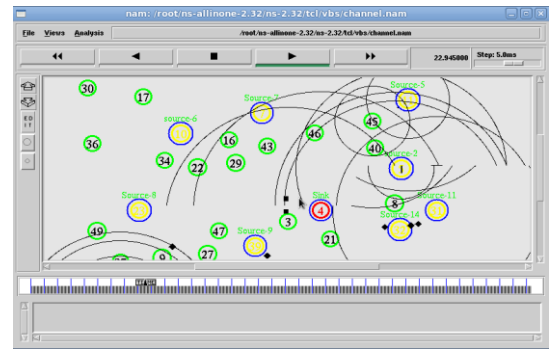 nam: /root/ns-allinone-2.32/ns-2.32/tcl/vbs/channel.nam
File Views Analysis /root/ns-allinone-2.32/ns-2.32/tcl/vbs/channel.nam
22.945000 Step: 5.0ms
30
17
Source-5
Source-7
source-6
45
46
36
16
43
40
34
22
29
Source-2
1
Source-8
Sink
Source-11
8
4
Source-14
3
49
47
Source-9
21
27
9
ED
IT